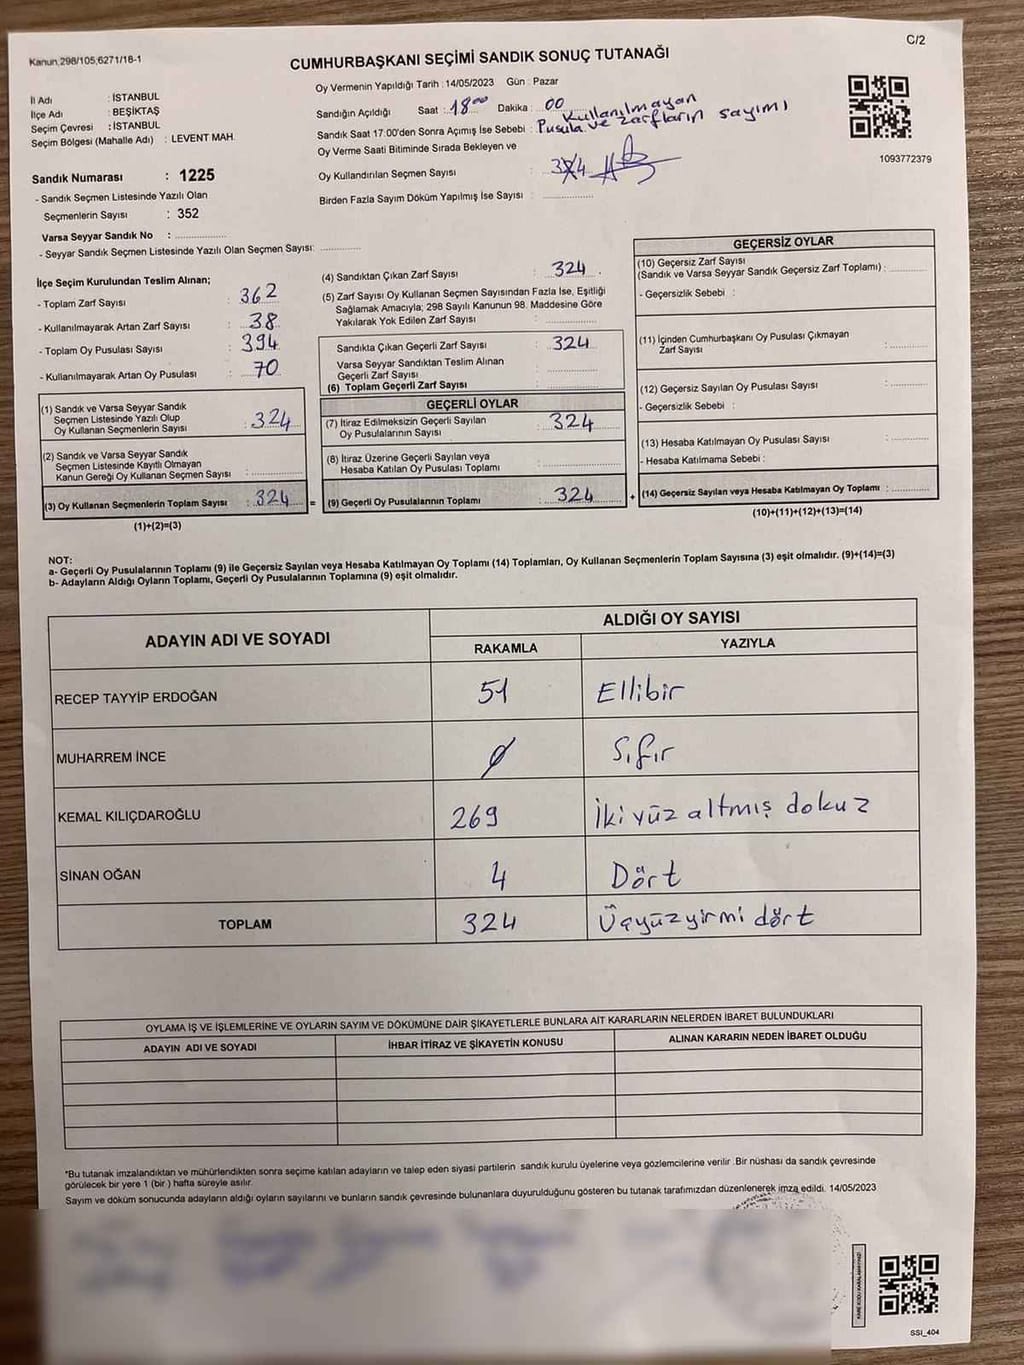 Kanun,298/105,6271/18-1
C/2
CUMHURBAŞKANI SEÇİMİ SANDIK SONUÇ TUTANAĞI
İl Adı : İSTANBUL
İlçe Adı : BEŞİKTAŞ
Seçim Çevresi : İSTANBUL
Seçim Bölgesi (Mahalle Adı) : LEVENT MAH.
Oy Vermenin Yapıldığı Tarih : 14/05/2023 Gün : Pazar
Sandığın Açıldığı Saat : 18⁰⁰ Dakika : 00
Sandık Saat 17:00'den Sonra Açımış İse Sebebi : Kullanılmayan
Pusula ve zarfların sayımı
Oy Verme Saati Bitiminde Sırada Bekleyen ve
Oy Kullandırılan Seçmen Sayısı :
Birden Fazla Sayım Döküm Yapılmış İse Sayısı :
1093772379
Sandık Numarası : 1225
- Sandık Seçmen Listesinde Yazılı Olan
Seçmenlerin Sayısı : 352
Varsa Seyyar Sandık No :
- Seyyar Sandık Seçmen Listesinde Yazılı Olan Seçmen Sayısı:
İlçe Seçim Kurulundan Teslim Alınan;
- Toplam Zarf Sayısı : 362
- Kullanılmayarak Artan Zarf Sayısı : 38
- Toplam Oy Pusulası Sayısı : 394
- Kullanılmayarak Artan Oy Pusulası : 70
(1) Sandık ve Varsa Seyyar Sandık
Seçmen Listesinde Yazılı Olup
Oy Kullanan Seçmenlerin Sayısı : 324
(2) Sandık ve Varsa Seyyar Sandık
Seçmen Listesinde Kayıtlı Olmayan
Kanun Gereği Oy Kullanan Seçmen Sayısı :
(3) Oy Kullanan Seçmenlerin Toplam Sayısı : 324 =
(1)+(2)=(3)
(4) Sandıktan Çıkan Zarf Sayısı : 324
(5) Zarf Sayısı Oy Kullanan Seçmen Sayısından Fazla İse, Eşitliği
Sağlamak Amacıyla; 298 Sayılı Kanunun 98. Maddesine Göre
Yakılarak Yok Edilen Zarf Sayısı :
Sandıkta Çıkan Geçerli Zarf Sayısı : 324
Varsa Seyyar Sandıktan Teslim Alınan
Geçerli Zarf Sayısı :
(6) Toplam Geçerli Zarf Sayısı :
GEÇERLİ OYLAR
(7) İtiraz Edilmeksizin Geçerli Sayılan
Oy Pusulalarının Sayısı : 324
(8) İtiraz Üzerine Geçerli Sayılan veya
Hesaba Katılan Oy Pusulası Toplamı :
(9) Geçerli Oy Pusulalarının Toplamı : 324 +
GEÇERSİZ OYLAR
(10) Geçersiz Zarf Sayısı
(Sandık ve Varsa Seyyar Sandık Geçersiz Zarf Toplamı) :
- Geçersizlik Sebebi :
(11) İçinden Cumhurbaşkanı Oy Pusulası Çıkmayan
Zarf Sayısı :
(12) Geçersiz Sayılan Oy Pusulası Sayısı :
- Geçersizlik Sebebi :
(13) Hesaba Katılmayan Oy Pusulası Sayısı :
- Hesaba Katılmama Sebebi :
(14) Geçersiz Sayılan veya Hesaba Katılmayan Oy Toplamı :
(10)+(11)+(12)+(13)=(14)
NOT:
a- Geçerli Oy Pusulalarının Toplamı (9) ile Geçersiz Sayılan veya Hesaba Katılmayan Oy Toplamı (14) Toplamları, Oy Kullanan Seçmenlerin Toplam Sayısına (3) eşit olmalıdır. (9)+(14)=(3)
b- Adayların Aldığı Oyların Toplamı, Geçerli Oy Pusulalarının Toplamına (9) eşit olmalıdır.
ADAYIN ADI VE SOYADI
ALDIĞI OY SAYISI
RAKAMLA YAZIYLA
RECEP TAYYİP ERDOĞAN 51 Ellibir
MUHARREM İNCE 0 Sıfır
KEMAL KILIÇDAROĞLU 269 İkiyüz altmış dokuz
SİNAN OĞAN 4 Dört
TOPLAM 324 Üçyüzyirmi dört
OYLAMA İŞ VE İŞLEMLERİNE VE OYLARIN SAYIM VE DÖKÜMÜNE DAİR ŞİKAYETLERLE BUNLARA AİT KARARLARIN NELERDEN İBARET BULUNDUKLARI
ADAYIN ADI VE SOYADI İHBAR İTİRAZ VE ŞİKAYETİN KONUSU ALINAN KARARIN NEDEN İBARET OLDUĞU
*Bu tutanak imzalandıktan ve mühürlendikten sonra seçime katılan adayların ve talep eden siyasi partilerin sandık kurulu üyelerine veya gözlemcilerine verilir .Bir nüshası da sandık çevresinde
görülecek bir yere 1 (bir ) hafta süreyle asılır.
Sayım ve döküm sonucunda adayların aldığı oyların sayılarını ve bunların sandık çevresinde bulunanlara duyurulduğunu gösteren bu tutanak tarafımızdan düzenlenerek imza edildi. 14/05/2023
SSI_404